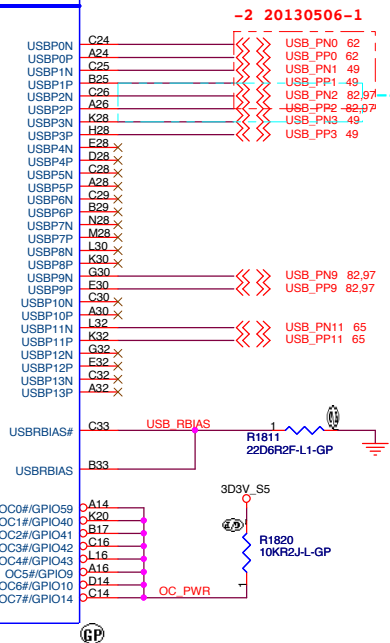 -2 20130506-1
USBP0N C24 USB_PN0 62
USBP0P A24 USB_PP0 62
USBP1N C25 USB_PN1 49
USBP1P B25 USB_PP1 49
USBP2N C26 USB_PN2 82,97
USBP2P A26 USB_PP2 82,97
USBP3N K28 USB_PN3 49
USBP3P H28 USB_PP3 49
USBP4N E28
USBP4P D28
USBP5N C28
USBP5P A28
USBP6N C29
USBP6P B29
USBP7N N28
USBP7P M28
USBP8N L30
USBP8P K30
USBP9N G30 USB_PN9 82,97
USBP9P E30 USB_PP9 82,97
USBP10N C30
USBP10P A30
USBP11N L32 USB_PN11 65
USBP11P K32 USB_PP11 65
USBP12N G32
USBP12P E32
USBP13N C32
USBP13P A32
USBRBIAS# C33 USB_RBIAS 1
R1811
22D6R2F-L1-GP
USBRBIAS B33
3D3V_S5
OC0#/GPIO59 A14
OC1#/GPIO40 K20
OC2#/GPIO41 B17
OC3#/GPIO42 C16
OC4#/GPIO43 L16
OC5#/GPIO9 A16
OC6#/GPIO10 D14
OC7#/GPIO14 C14 OC_PWR 1
R1820
10KR2J-L-GP
GP